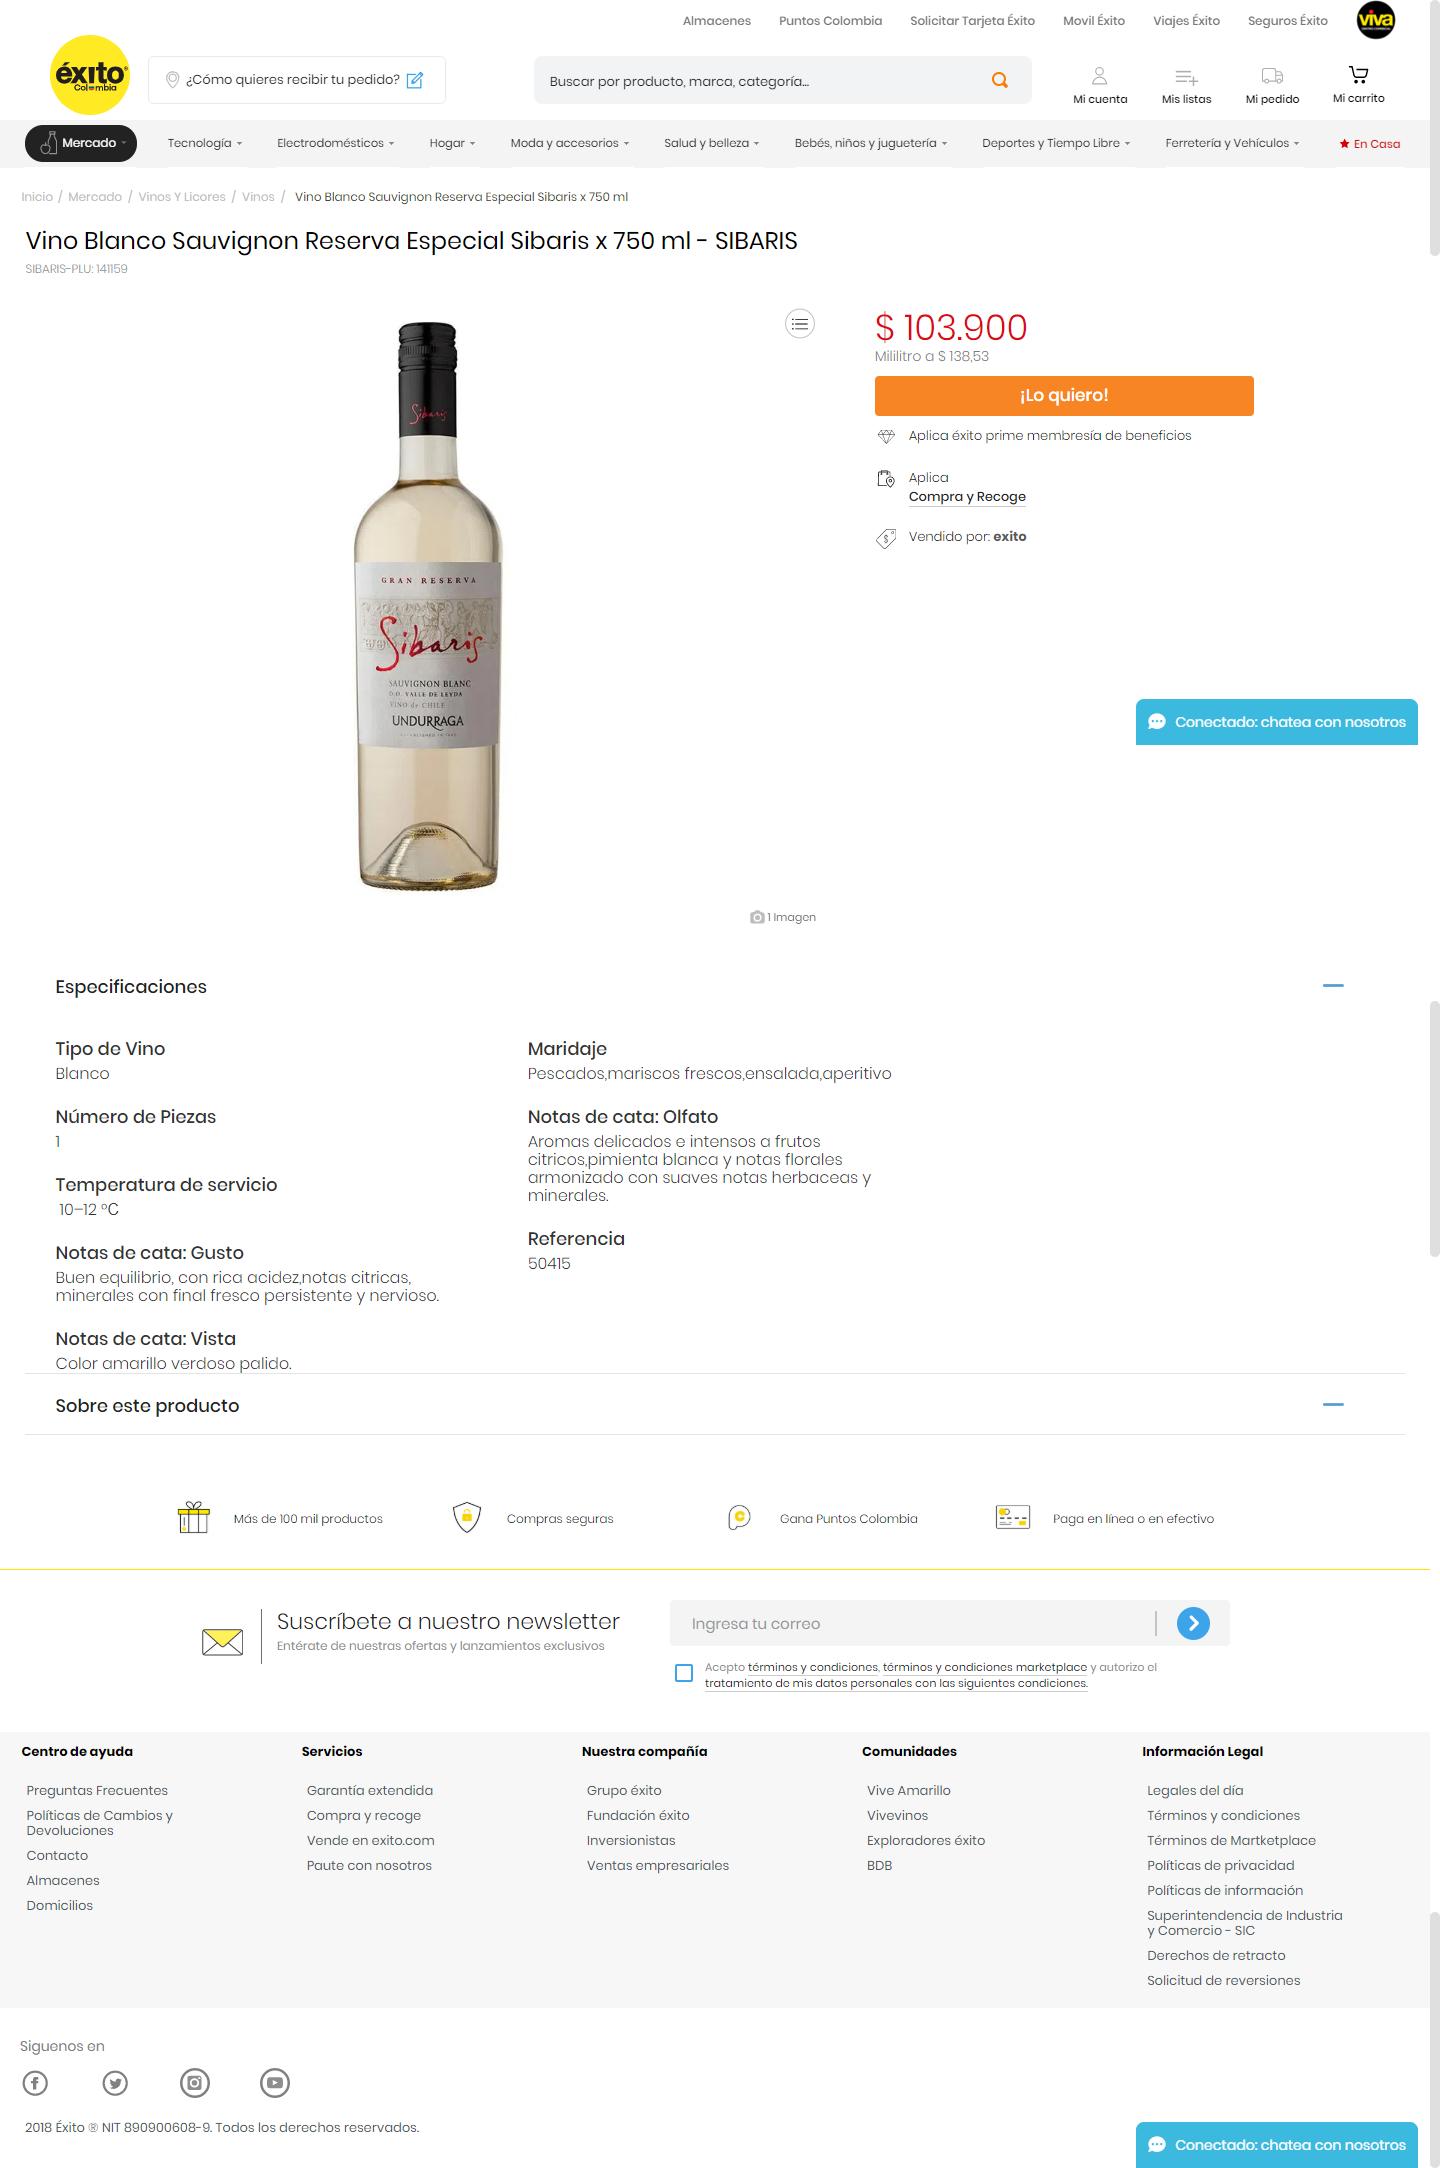 Almacenes Puntos Colombia Solicitar Tarjeta Éxito Movil Éxito Viajes Éxito Seguros Éxito viva
éxito
Colombia
¿Cómo quieres recibir tu pedido?
Buscar por producto, marca, categoría...
Mi cuenta Mis listas Mi pedido Mi carrito
Mercado Tecnología Electrodomésticos Hogar Moda y accesorios Salud y belleza Bebés, niños y juguetería Deportes y Tiempo Libre Ferretería y Vehículos En Casa
Inicio / Mercado / Vinos Y Licores / Vinos / Vino Blanco Sauvignon Reserva Especial Sibaris x 750 ml
Vino Blanco Sauvignon Reserva Especial Sibaris x 750 ml - SIBARIS
SIBARIS-PLU: 141159
Sibaris
GRAN RESERVA
Sibaris
SAUVIGNON BLANC
D.O. VALLE DE LEYDA
VINO de CHILE
UNDURRAGA
1 Imagen
$ 103.900
Mililitro a $ 138,53
¡Lo quiero!
Aplica éxito prime membresía de beneficios
Aplica
Compra y Recoge
Vendido por: exito
Conectado: chatea con nosotros
Especificaciones
Tipo de Vino
Blanco
Número de Piezas
1
Temperatura de servicio
10–12 °C
Notas de cata: Gusto
Buen equilibrio, con rica acidez,notas citricas,
minerales con final fresco persistente y nervioso.
Notas de cata: Vista
Color amarillo verdoso palido.
Maridaje
Pescados,mariscos frescos,ensalada,aperitivo
Notas de cata: Olfato
Aromas delicados e intensos a frutos
citricos,pimienta blanca y notas florales
armonizado con suaves notas herbaceas y
minerales.
Referencia
50415
Sobre este producto
Más de 100 mil productos
Compras seguras
Gana Puntos Colombia
Paga en línea o en efectivo
Suscríbete a nuestro newsletter
Entérate de nuestras ofertas y lanzamientos exclusivos
Ingresa tu correo
Acepto términos y condiciones, términos y condiciones marketplace y autorizo el
tratamiento de mis datos personales con las siguientes condiciones.
Centro de ayuda
Preguntas Frecuentes
Políticas de Cambios y
Devoluciones
Contacto
Almacenes
Domicilios
Servicios
Garantía extendida
Compra y recoge
Vende en exito.com
Paute con nosotros
Nuestra compañía
Grupo éxito
Fundación éxito
Inversionistas
Ventas empresariales
Comunidades
Vive Amarillo
Vivevinos
Exploradores éxito
BDB
Información Legal
Legales del día
Términos y condiciones
Términos de Martketplace
Políticas de privacidad
Políticas de información
Superintendencia de Industria
y Comercio - SIC
Derechos de retracto
Solicitud de reversiones
Siguenos en
2018 Éxito ® NIT 890900608-9. Todos los derechos reservados.
Conectado: chatea con nosotros